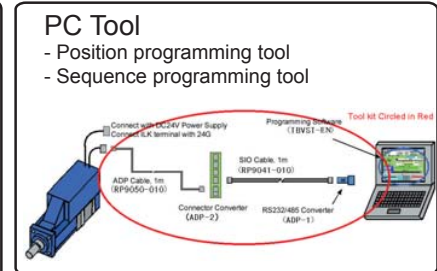 PC Tool
- Position programming tool
- Sequence programming tool
Tool kit Circled in Red
Programming Software
(TBVST-EN)
Connect with DC24V Power Supply
Connect ILK terminal with 24G
SIO Cable, 1m
(RP9041-010)
ADP Cable, 1m
(RP9050-010)
Connector Converter
(ADP-2)
RS232/485 Converter
(ADP-1)